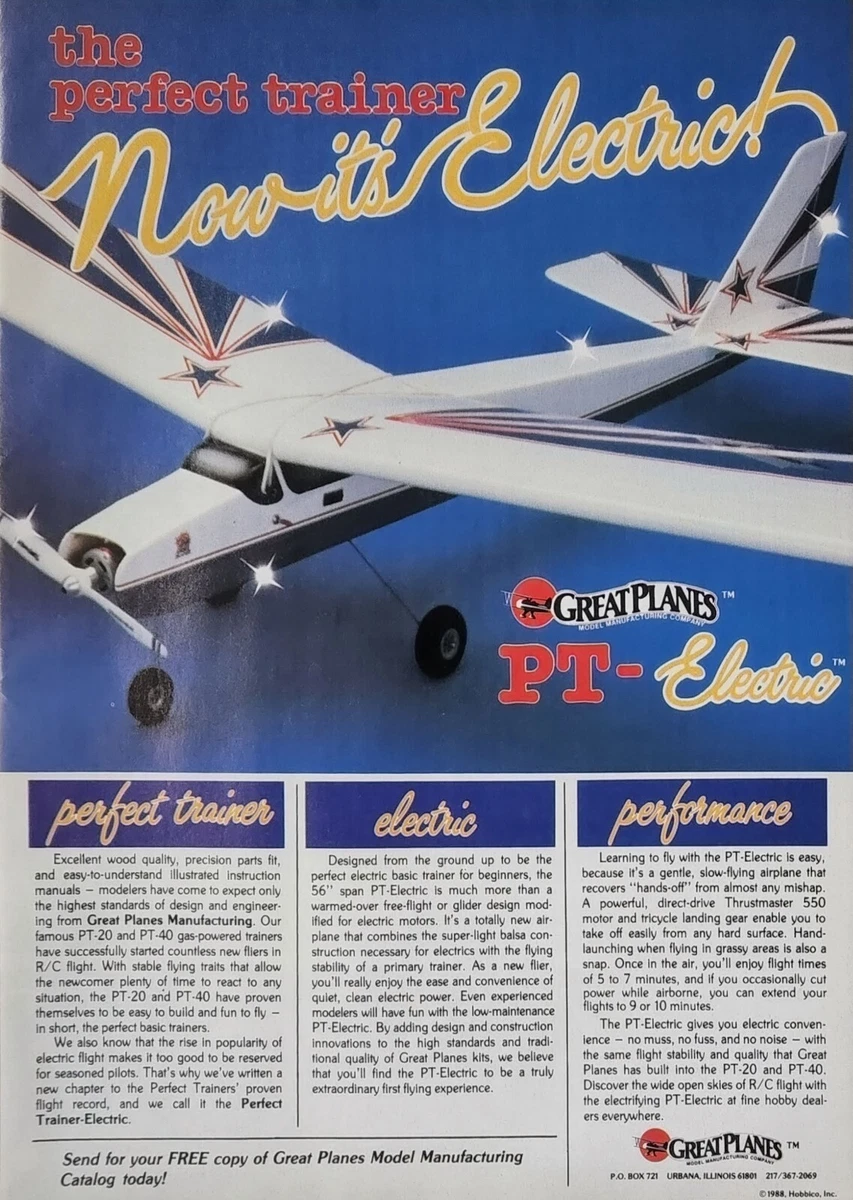 the
perfect trainer
Now it's Electric!
GREAT PLANES™
MODEL MANUFACTURING COMPANY
PT-Electric™
perfect trainer
Excellent wood quality, precision parts fit,
and easy-to-understand illustrated instruction
manuals — modelers have come to expect only
the highest standards of design and engineer-
ing from Great Planes Manufacturing. Our
famous PT-20 and PT-40 gas-powered trainers
have successfully started countless new fliers in
R/C flight. With stable flying traits that allow
the newcomer plenty of time to react to any
situation, the PT-20 and PT-40 have proven
themselves to be easy to build and fun to fly —
in short, the perfect basic trainers.
We also know that the rise in popularity of
electric flight makes it too good to be reserved
for seasoned pilots. That's why we've written a
new chapter to the Perfect Trainers' proven
flight record, and we call it the Perfect
Trainer-Electric.
electric
Designed from the ground up to be the
perfect electric basic trainer for beginners, the
56" span PT-Electric is much more than a
warmed-over free-flight or glider design mod-
ified for electric motors. It's a totally new air-
plane that combines the super-light balsa con-
struction necessary for electrics with the flying
stability of a primary trainer. As a new flier,
you'll really enjoy the ease and convenience of
quiet, clean electric power. Even experienced
modelers will have fun with the low-maintenance
PT-Electric. By adding design and construction
innovations to the high standards and tradi-
tional quality of Great Planes kits, we believe
that you'll find the PT-Electric to be a truly
extraordinary first flying experience.
performance
Learning to fly with the PT-Electric is easy,
because it's a gentle, slow-flying airplane that
recovers "hands-off" from almost any mishap.
A powerful, direct-drive Thrustmaster 550
motor and tricycle landing gear enable you to
take off easily from any hard surface. Hand-
launching when flying in grassy areas is also a
snap. Once in the air, you'll enjoy flight times
of 5 to 7 minutes, and if you occasionally cut
power while airborne, you can extend your
flights to 9 or 10 minutes.
The PT-Electric gives you electric conven-
ience — no muss, no fuss, and no noise — with
the same flight stability and quality that Great
Planes has built into the PT-20 and PT-40.
Discover the wide open skies of R/C flight with
the electrifying PT-Electric at fine hobby deal-
ers everywhere.
Send for your FREE copy of Great Planes Model Manufacturing
Catalog today!
GREAT PLANES™
MODEL MANUFACTURING COMPANY
P.O. BOX 721 URBANA, ILLINOIS 61801 217/367-2069
© 1988, Hobbico, Inc.